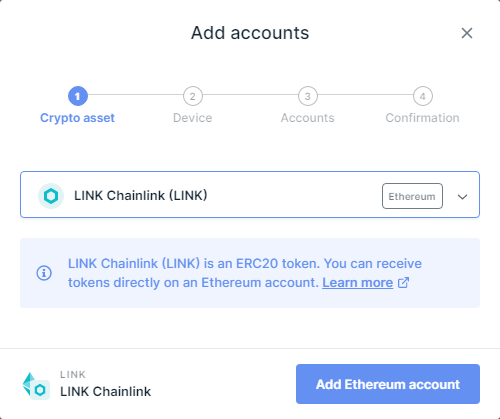 Add accounts
1 2 3 4
Crypto asset Device Accounts Confirmation
LINK Chainlink (LINK) Ethereum
LINK Chainlink (LINK) is an ERC20 token. You can receive
tokens directly on an Ethereum account. Learn more
LINK
LINK Chainlink
Add Ethereum account